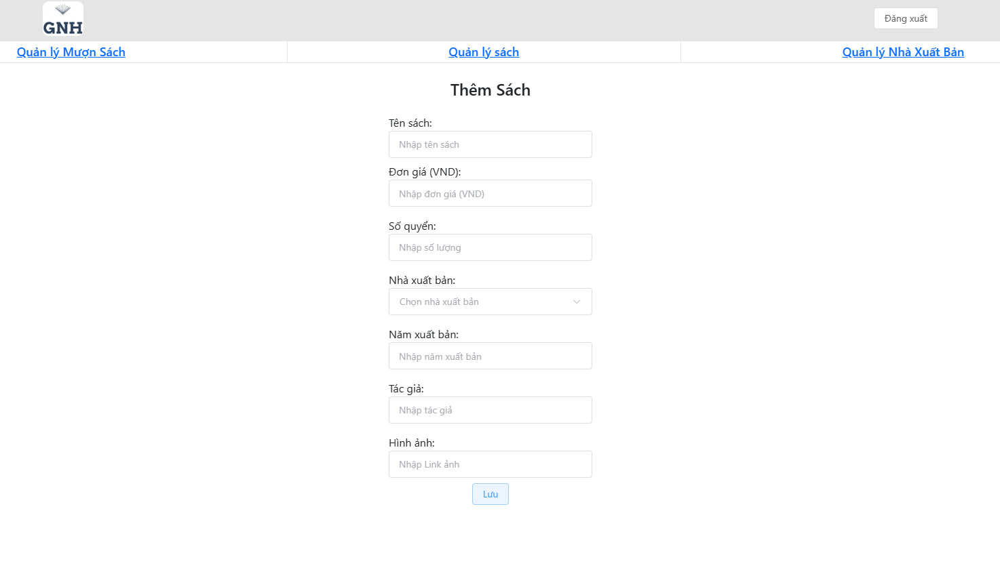 GNH
Đăng xuất
Quản lý Mượn Sách
Quản lý sách
Quản lý Nhà Xuất Bản
Thêm Sách
Tên sách:
Nhập tên sách
Đơn giá (VND):
Nhập đơn giá (VND)
Số quyển:
Nhập số lượng
Nhà xuất bản:
Chọn nhà xuất bản
Năm xuất bản:
Nhập năm xuất bản
Tác giả:
Nhập tác giả
Hình ảnh:
Nhập Link ảnh
Lưu